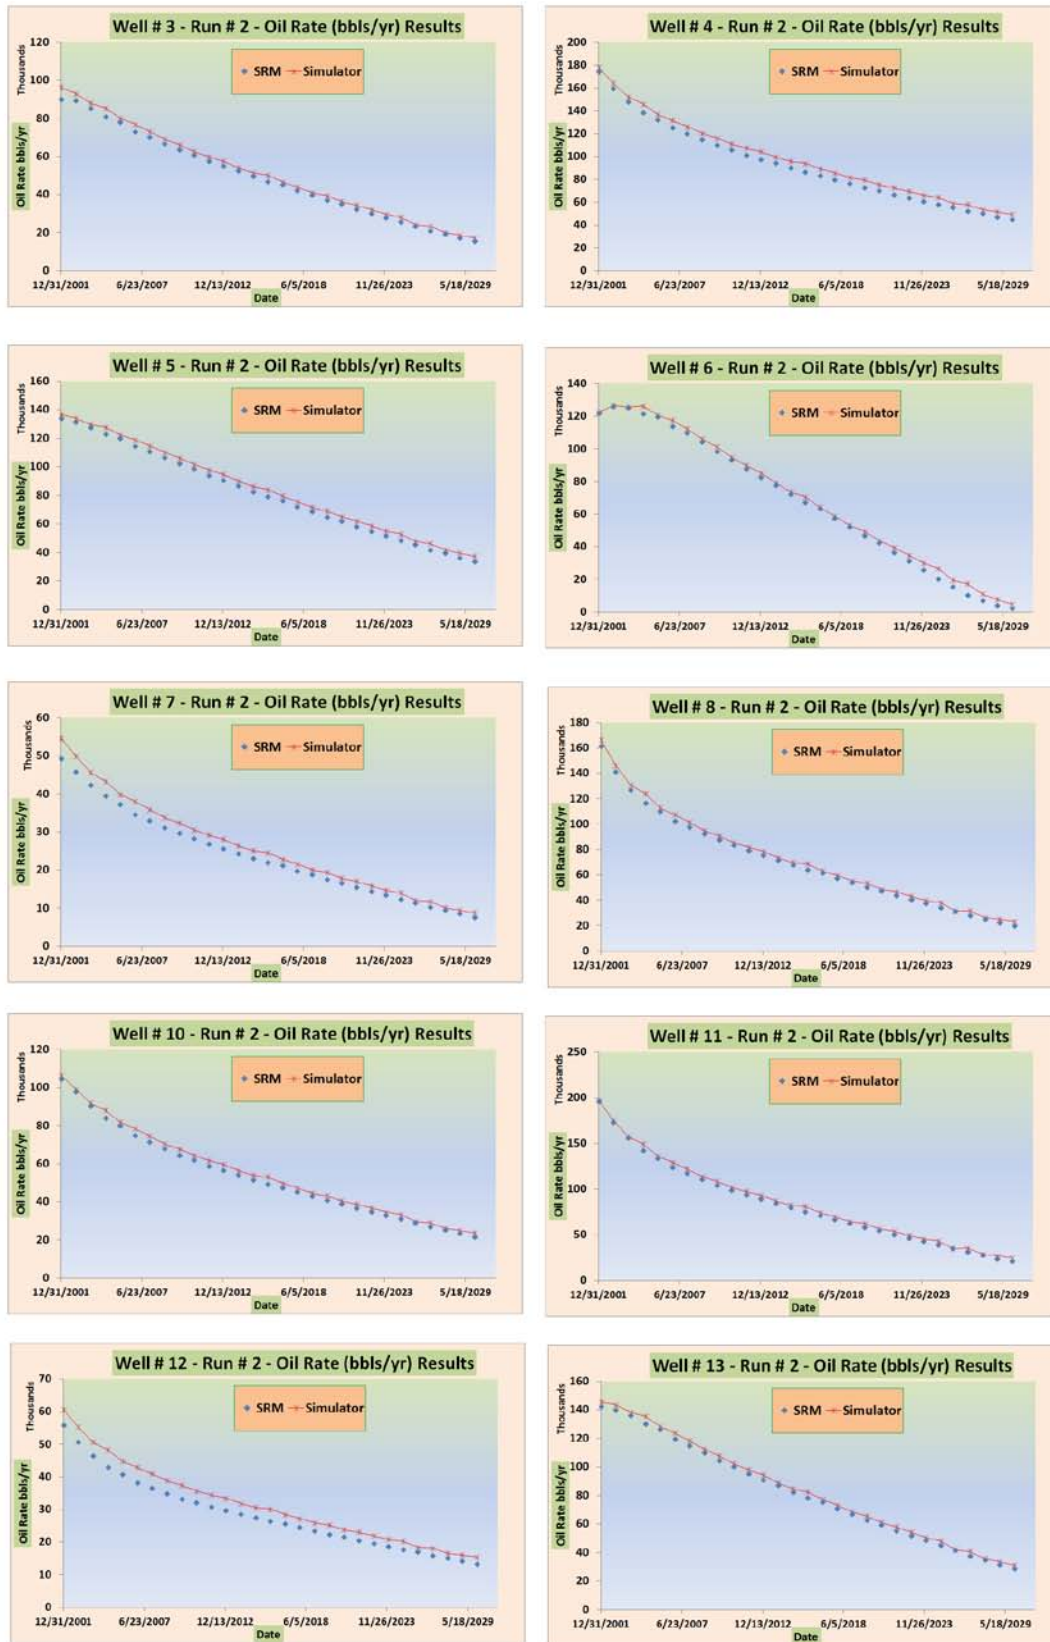 Well # 3 - Run # 2 - Oil Rate (bbls/yr) Results
Thousands
Oil Rate bbls/yr
SRM Simulator
120
100
80
60
40
20
0
12/31/2001 6/23/2007 12/13/2012 6/5/2018 11/26/2023 5/18/2029
Date
Well # 4 - Run # 2 - Oil Rate (bbls/yr) Results
Thousands
Oil Rate bbls/yr
SRM Simulator
200
180
160
140
120
100
80
60
40
20
0
12/31/2001 6/23/2007 12/13/2012 6/5/2018 11/26/2023 5/18/2029
Date
Well # 5 - Run # 2 - Oil Rate (bbls/yr) Results
Thousands
Oil Rate bbls/yr
SRM Simulator
160
140
120
100
80
60
40
20
0
12/31/2001 6/23/2007 12/13/2012 6/5/2018 11/26/2023 5/18/2029
Date
Well # 6 - Run # 2 - Oil Rate (bbls/yr) Results
Thousands
Oil Rate bbls/yr
SRM Simulator
140
120
100
80
60
40
20
0
12/31/2001 6/23/2007 12/13/2012 6/5/2018 11/26/2023 5/18/2029
Date
Well # 7 - Run # 2 - Oil Rate (bbls/yr) Results
Thousands
Oil Rate bbls/yr
SRM Simulator
60
50
40
30
20
10
0
12/31/2001 6/23/2007 12/13/2012 6/5/2018 11/26/2023 5/18/2029
Date
Well # 8 - Run # 2 - Oil Rate (bbls/yr) Results
Thousands
Oil Rate bbls/yr
SRM Simulator
180
160
140
120
100
80
60
40
20
0
12/31/2001 6/23/2007 12/13/2012 6/5/2018 11/26/2023 5/18/2029
Date
Well # 10 - Run # 2 - Oil Rate (bbls/yr) Results
Thousands
Oil Rate bbls/yr
SRM Simulator
120
100
80
60
40
20
0
12/31/2001 6/23/2007 12/13/2012 6/5/2018 11/26/2023 5/18/2029
Date
Well # 11 - Run # 2 - Oil Rate (bbls/yr) Results
Thousands
Oil Rate bbls/yr
SRM Simulator
250
200
150
100
50
0
12/31/2001 6/23/2007 12/13/2012 6/5/2018 11/26/2023 5/18/2029
Date
Well # 12 - Run # 2 - Oil Rate (bbls/yr) Results
Thousands
Oil Rate bbls/yr
SRM Simulator
70
60
50
40
30
20
10
0
12/31/2001 6/23/2007 12/13/2012 6/5/2018 11/26/2023 5/18/2029
Date
Well # 13 - Run # 2 - Oil Rate (bbls/yr) Results
Thousands
Oil Rate bbls/yr
SRM Simulator
160
140
120
100
80
60
40
20
0
12/31/2001 6/23/2007 12/13/2012 6/5/2018 11/26/2023 5/18/2029
Date